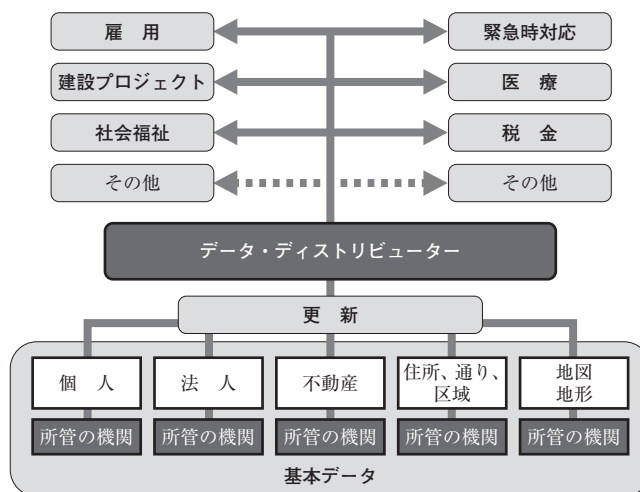 雇　用
緊急時対応
建設プロジェクト
医　療
社会福祉
税　金
その他
その他
データ・ディストリビューター
更　新
個　人
法　人
不動産
住所、通り、
区域
地図
地形
所管の機関
所管の機関
所管の機関
所管の機関
所管の機関
基本データ